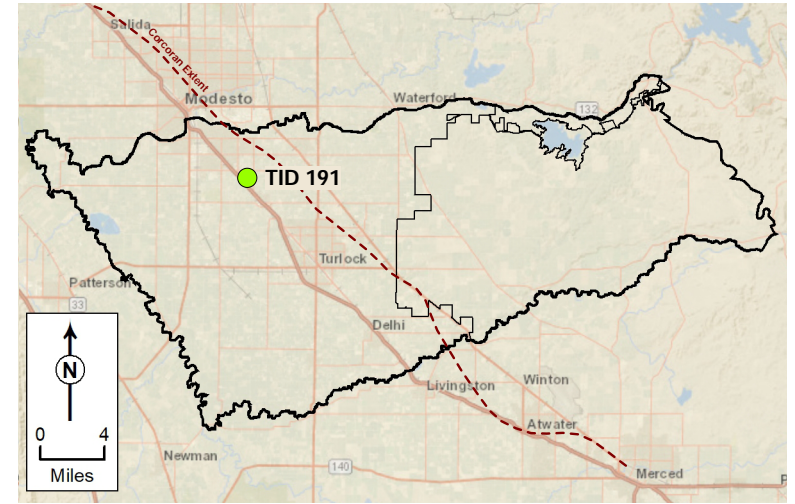 Salida
Corcoran Extent
Modesto
Waterford
132
TID 191
Turlock
Patterson
33
Delhi
N
0 4
Miles
Livingston
Winton
Atwater
Newman
140
Merced
P